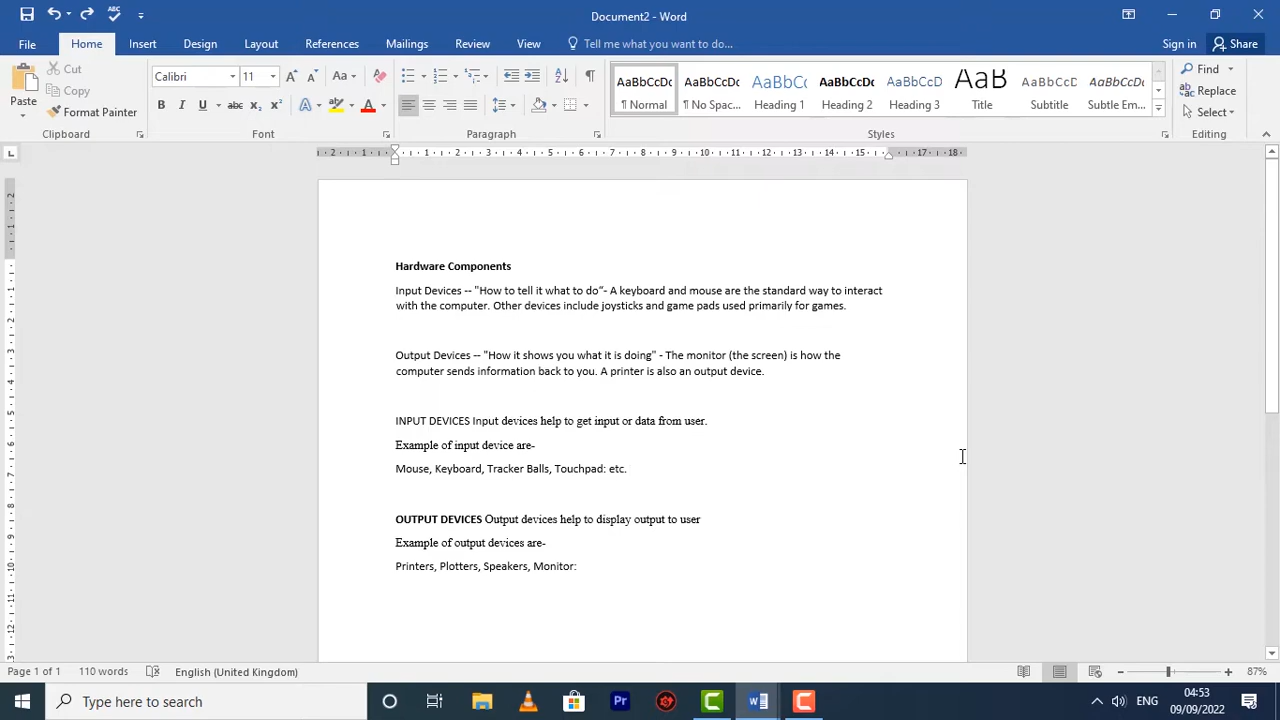 Document2 - Word
File Home Insert Design Layout References Mailings Review View Tell me what you want to do... Sign in Share
Cut
Copy
Format Painter
Paste
Clipboard
Calibri 11
Font
Paragraph
AaBbCcDc AaBbCcDc AaBbCc AaBbCcDc AaBbCcD AaB AaBbCcD AaBbCcDc
¶ Normal ¶ No Spac... Heading 1 Heading 2 Heading 3 Title Subtitle Subtle Em...
Styles
Find
Replace
Select
Editing
Hardware Components
Input Devices -- "How to tell it what to do"- A keyboard and mouse are the standard way to interact
with the computer. Other devices include joysticks and game pads used primarily for games.
Output Devices -- "How it shows you what it is doing" - The monitor (the screen) is how the
computer sends information back to you. A printer is also an output device.
INPUT DEVICES Input devices help to get input or data from user.
Example of input device are-
Mouse, Keyboard, Tracker Balls, Touchpad: etc.
OUTPUT DEVICES Output devices help to display output to user
Example of output devices are-
Printers, Plotters, Speakers, Monitor:
Page 1 of 1 110 words English (United Kingdom) 87%
Type here to search
ENG
04:53
09/09/2022